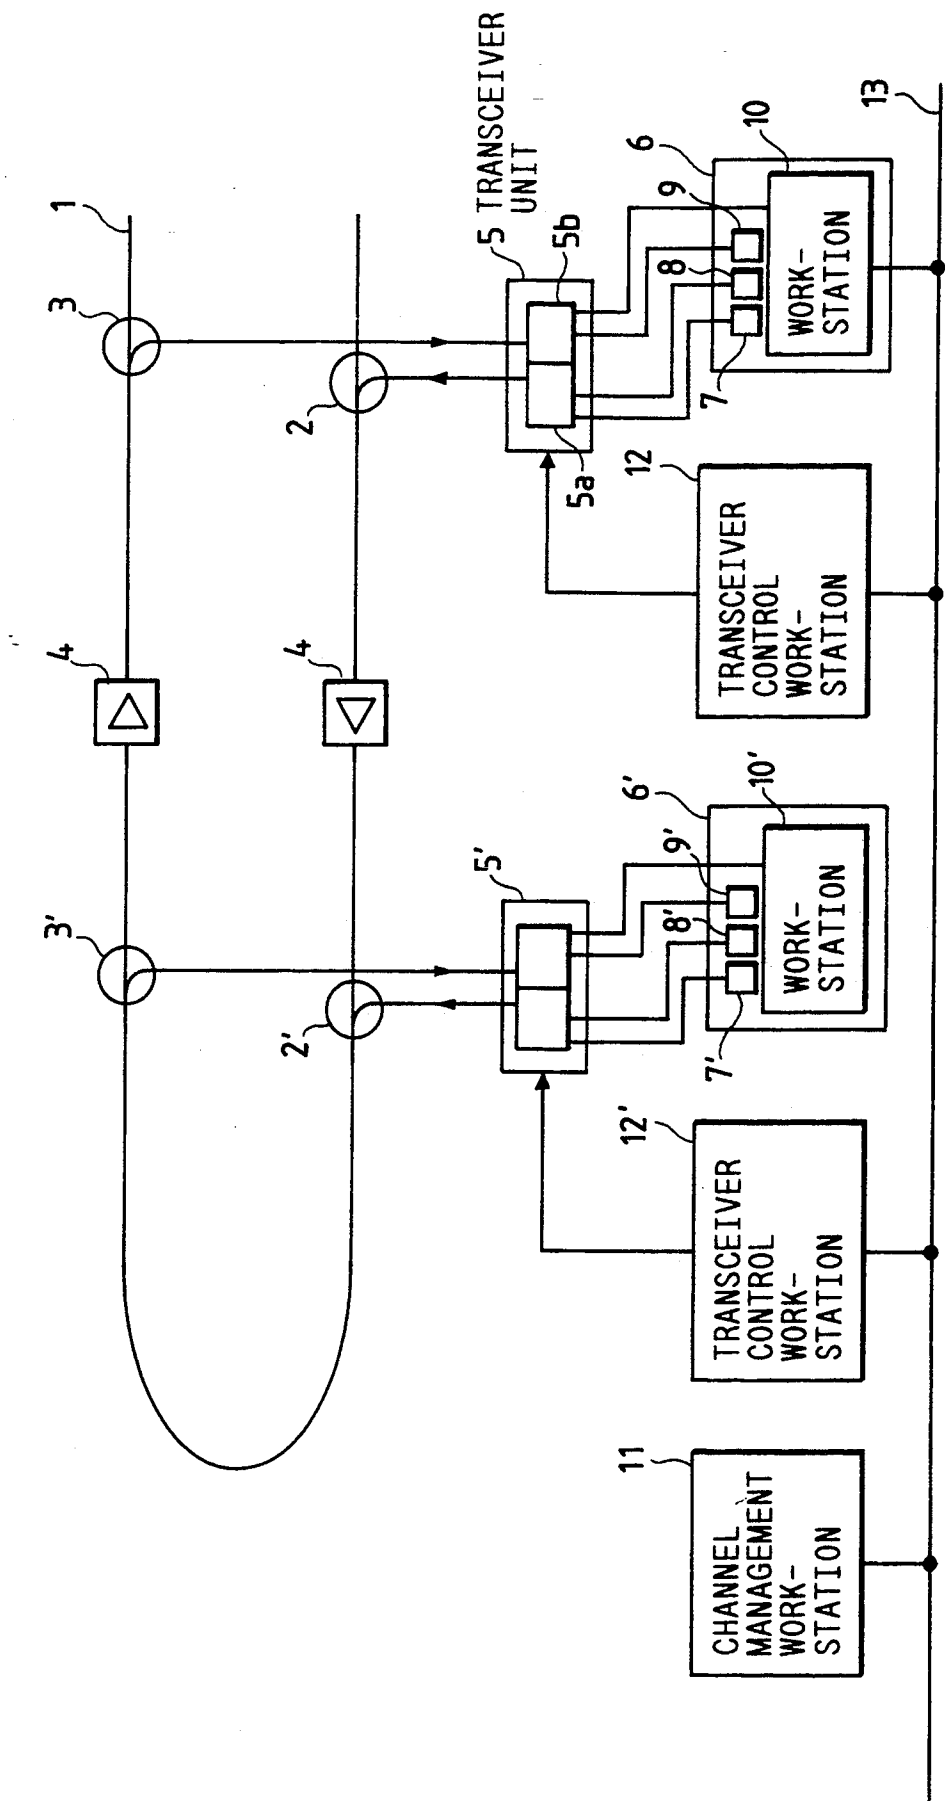 1
3
2
4
4
3'
2'
5 TRANSCEIVER
UNIT
5b
5a
5'
6
9
8
7
10
WORK-
STATION
13
12
TRANSCEIVER
CONTROL
WORK-
STATION
6'
9'
8'
7'
10'
WORK-
STATION
12'
TRANSCEIVER
CONTROL
WORK-
STATION
11
CHANNEL
MANAGEMENT
WORK-
STATION